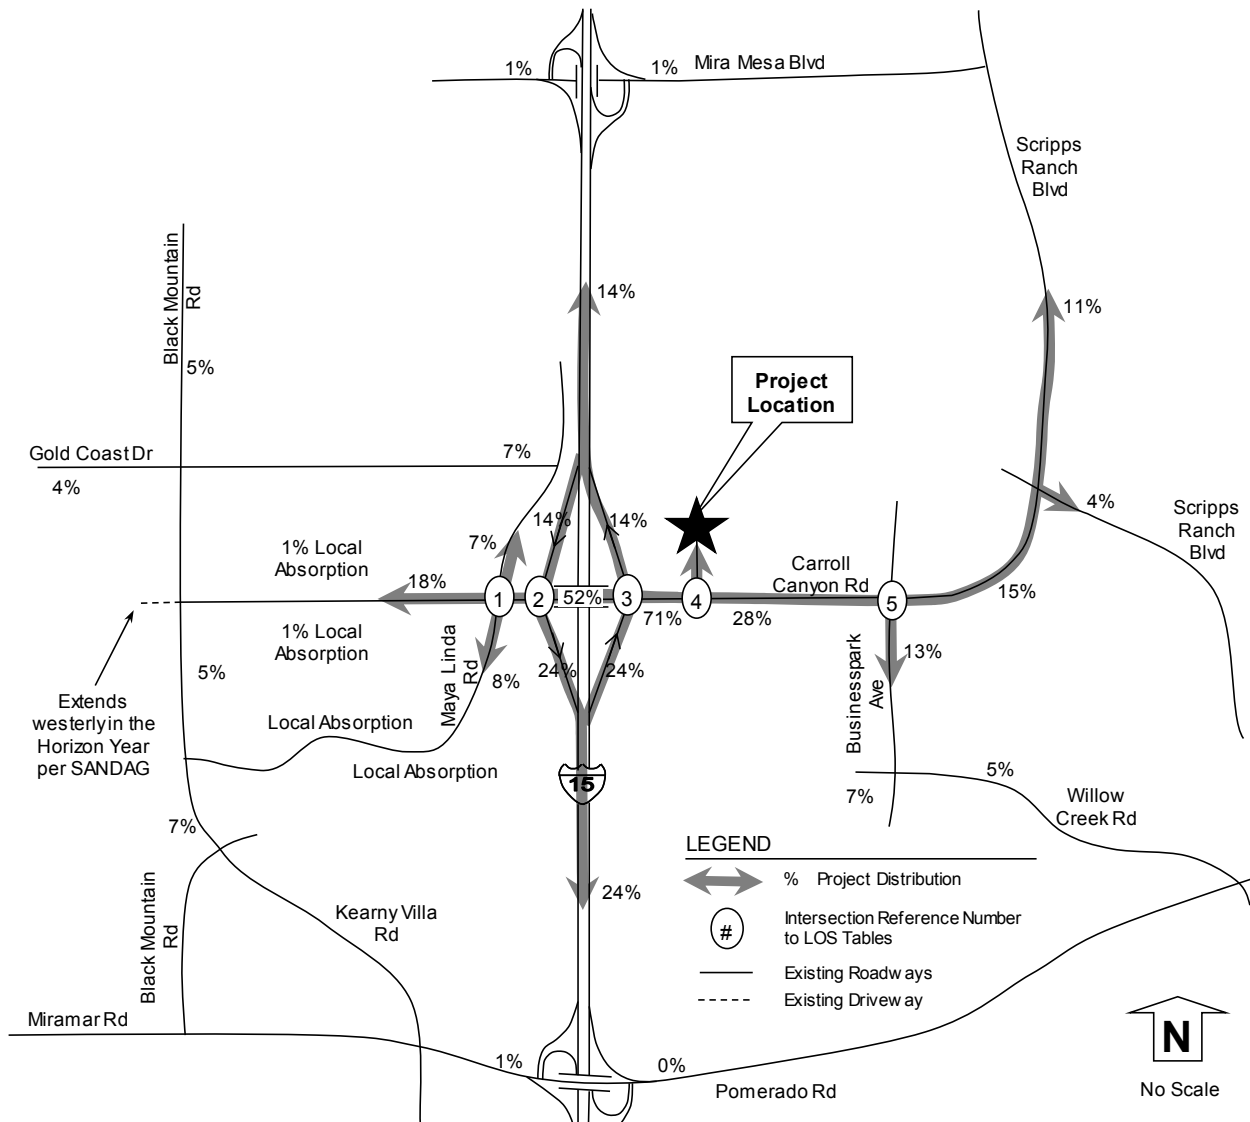 1%
1%
Mira Mesa Blvd
Scripps
Ranch
Blvd
Black Mountain
Rd
14%
11%
5%
Project
Location
Gold Coast Dr
7%
4%
14%
14%
4%
Scripps
Ranch
Blvd
1% Local
Absorption
7%
Carroll
Canyon Rd
18%
1
2
52%
3
4
5
71%
28%
15%
1% Local
Absorption
Maya Linda
Rd
8%
24%
24%
13%
5%
Businesspark
Ave
Extends
westerly in the
Horizon Year
per SANDAG
Local Absorption
Local Absorption
15
5%
7%
Willow
Creek Rd
7%
LEGEND
% Project Distribution
24%
Black Mountain
Rd
Kearny Villa
Rd
#
Intersection Reference Number
to LOS Tables
Existing Roadways
Existing Driveway
Miramar Rd
1%
0%
Pomerado Rd
N
No Scale